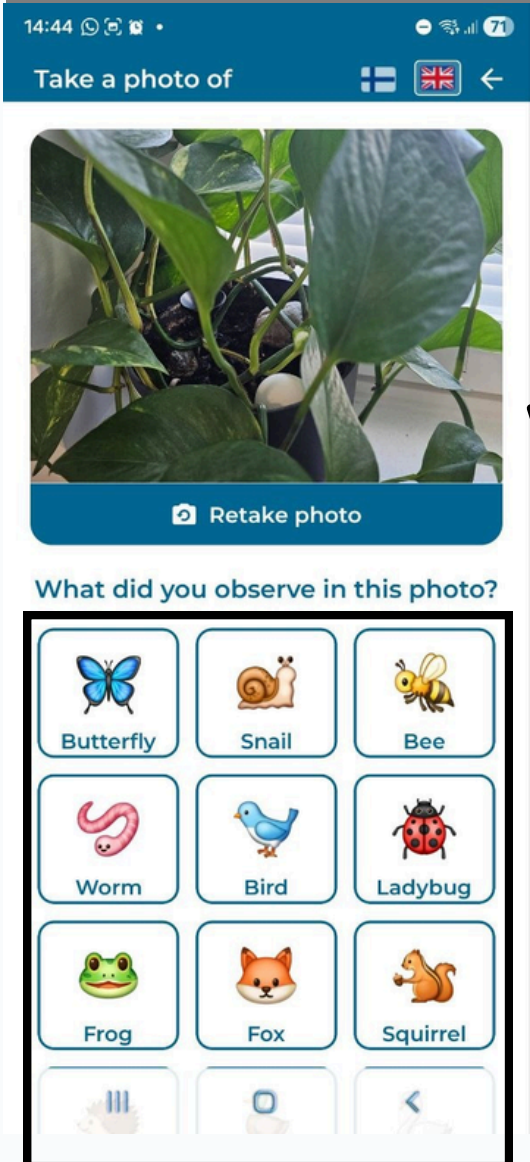 14:44 71
Take a photo of
Retake photo
What did you observe in this photo?
Butterfly Snail Bee
Worm Bird Ladybug
Frog Fox Squirrel